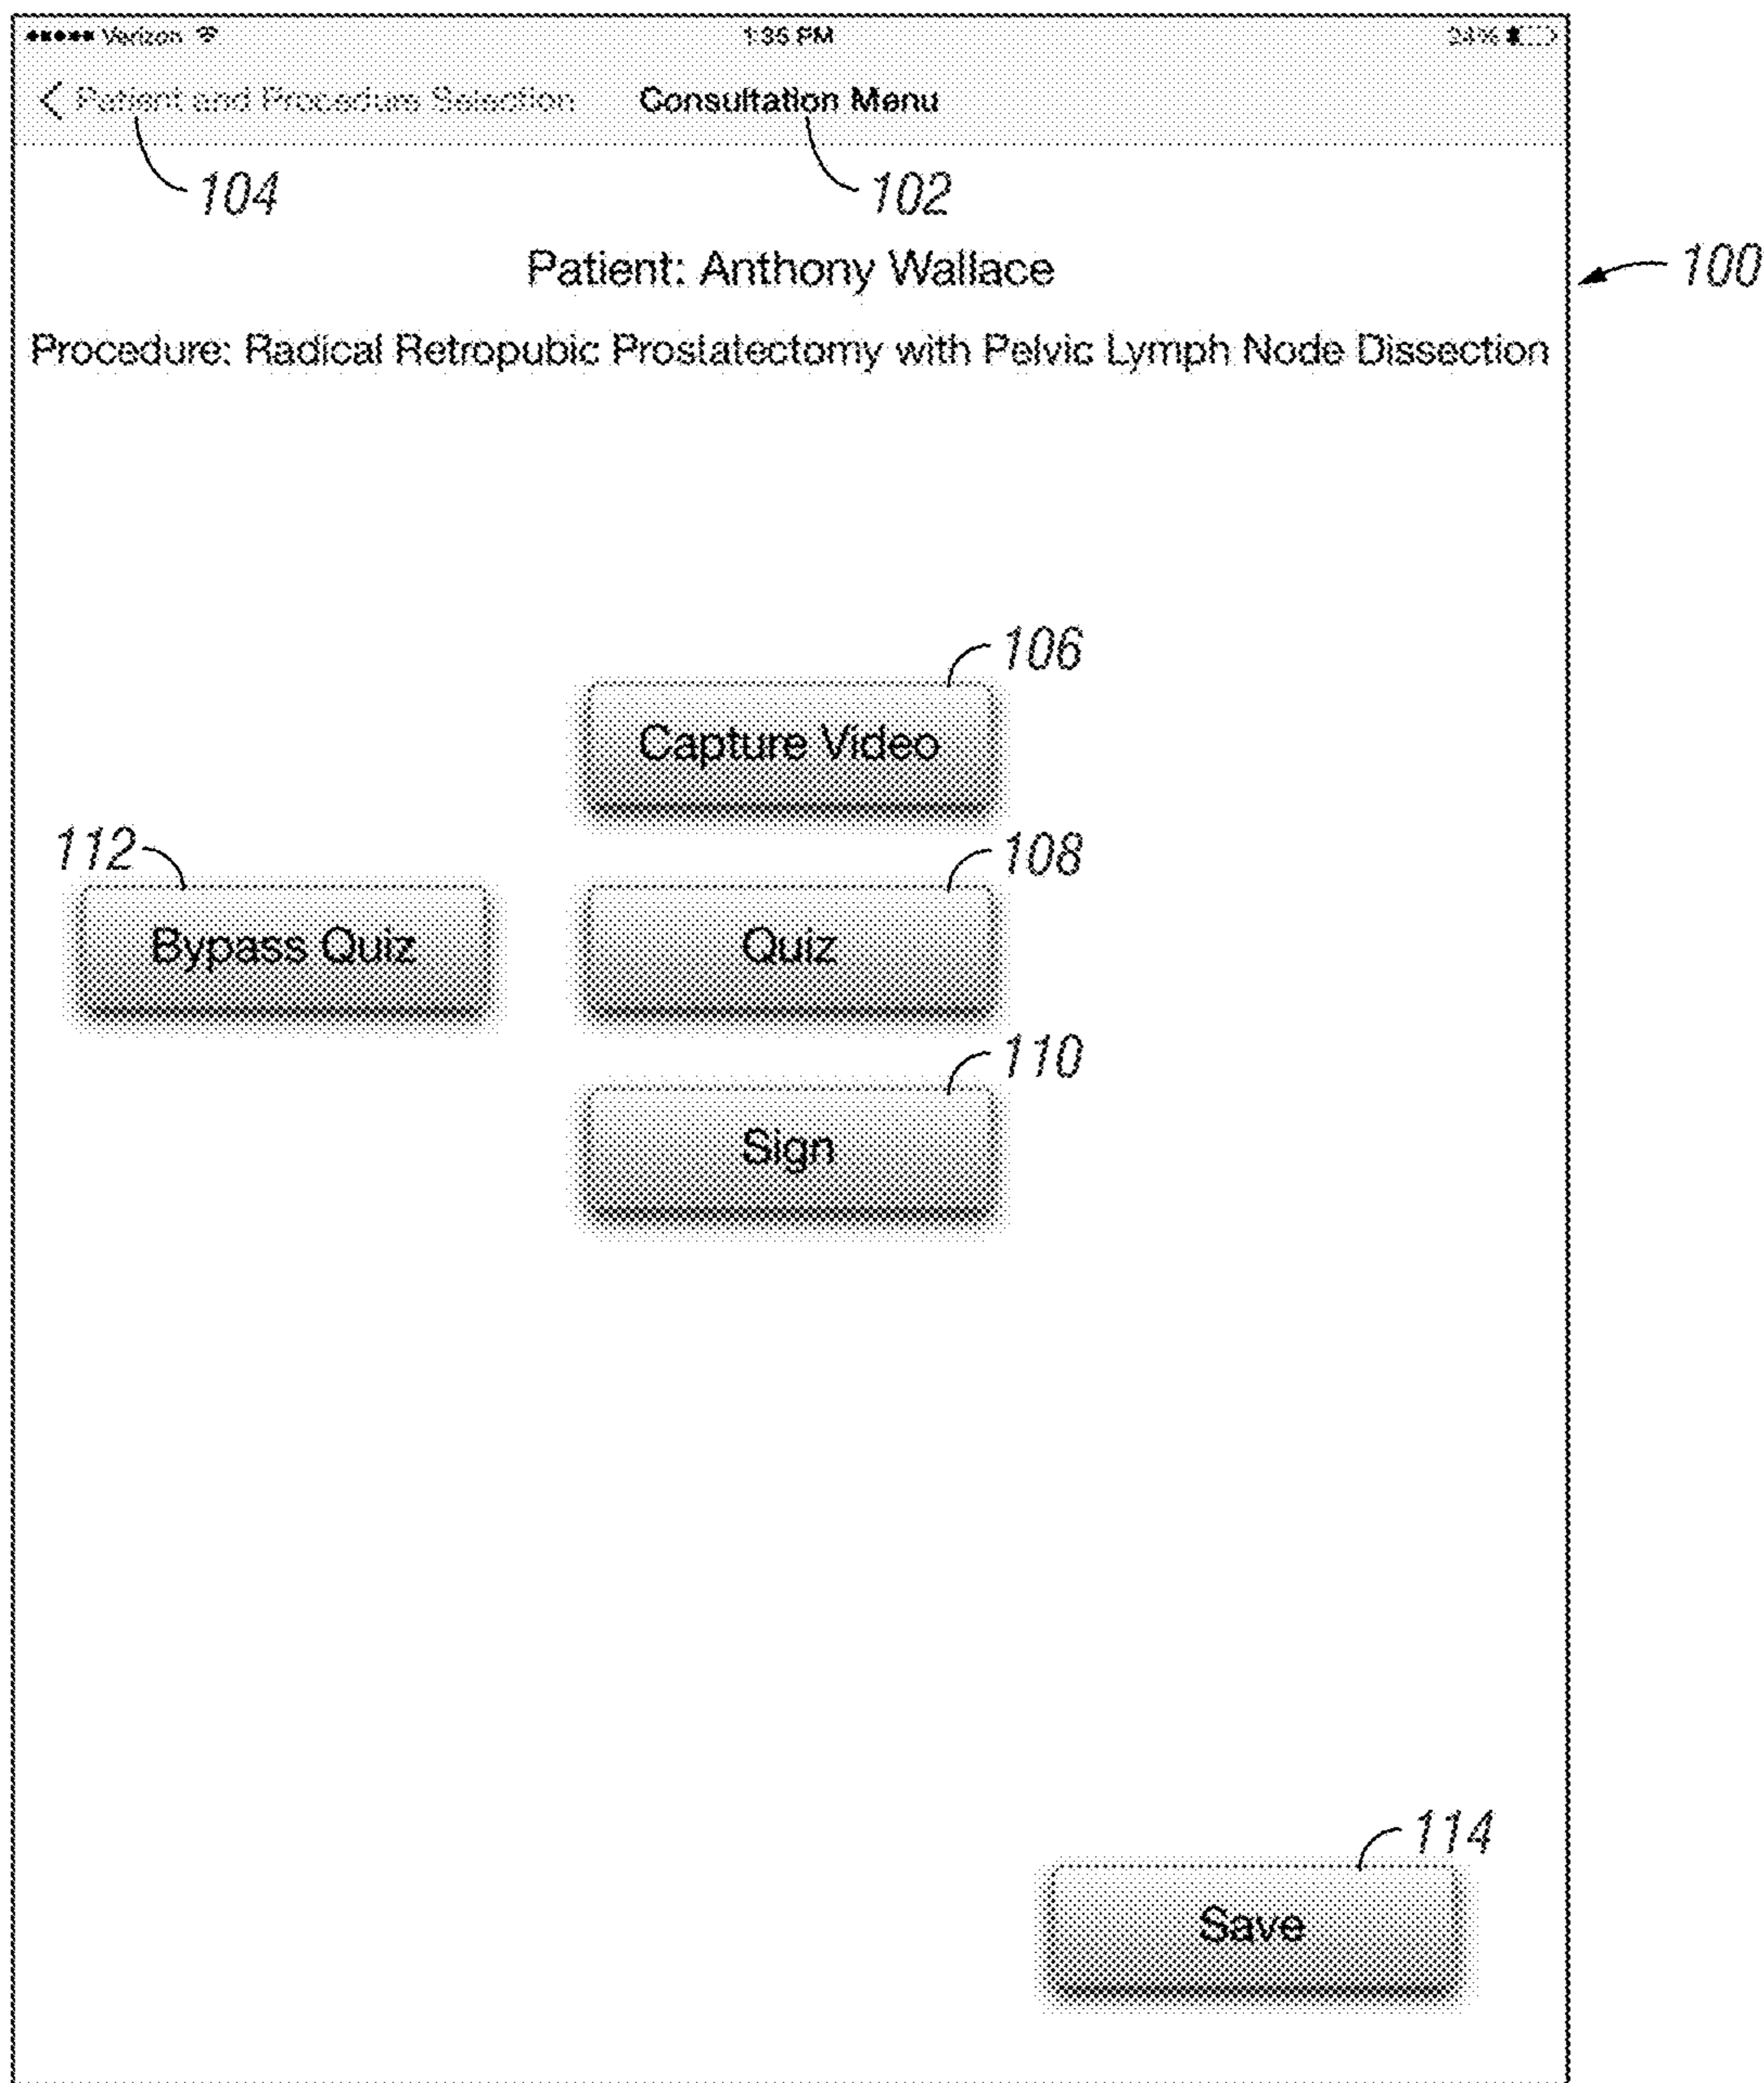 Verizon 1:35 PM 24%
Patient and Procedure Selection Consultation Menu
104 102
Patient: Anthony Wallace
100
Procedure: Radical Retropubic Prostatectomy with Pelvic Lymph Node Dissection
106
Capture Video
112 108
Bypass Quiz Quiz
110
Sign
114
Save